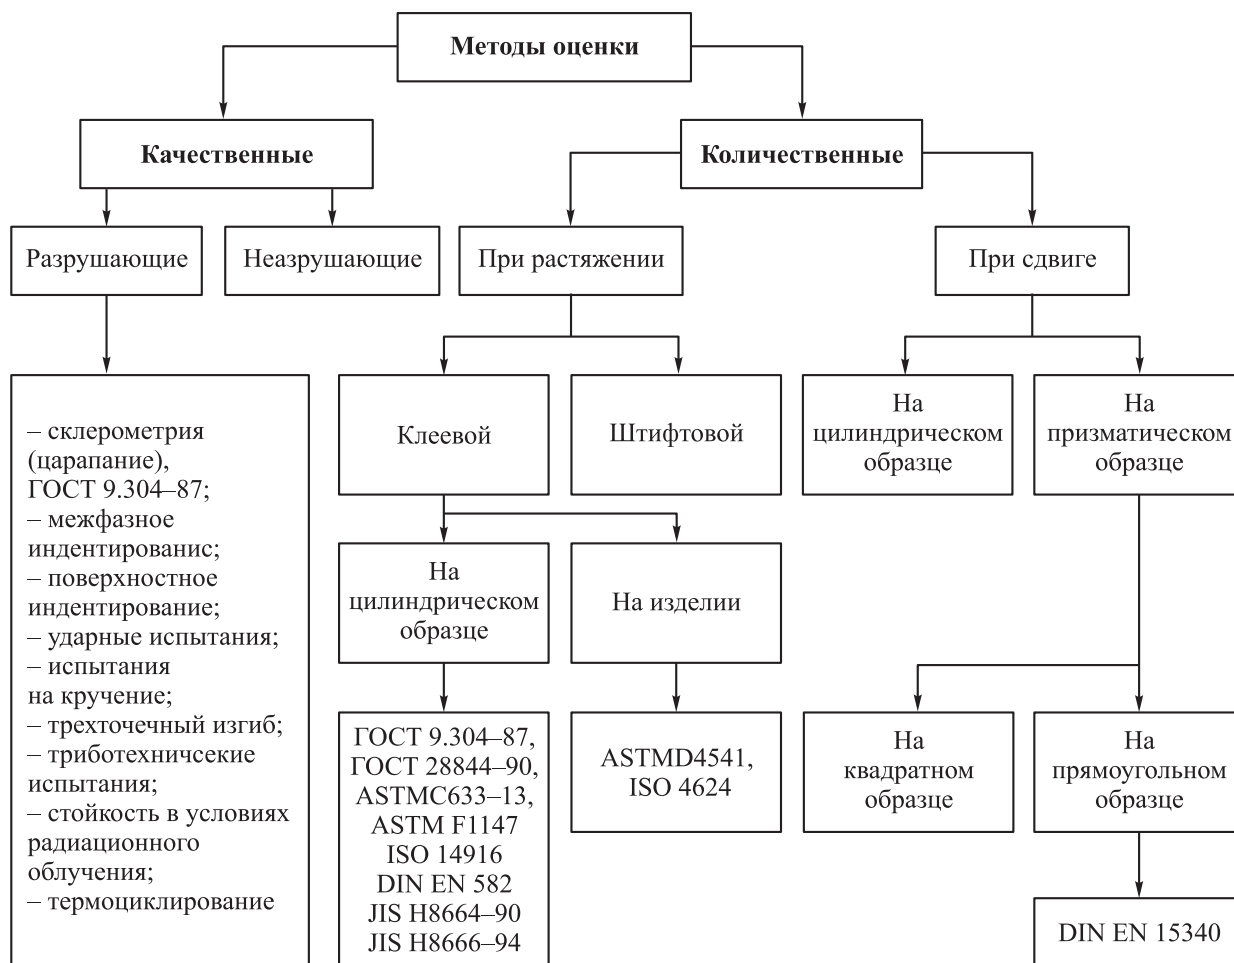 Методы оценки
Качественные
Количественные
Разрушающие
Неазрушающие
При растяжении
При сдвиге
– склерометрия
(царапание),
ГОСТ 9.304–87;
– межфазное
индентированис;
– поверхностное
индентирование;
– ударные испытания;
– испытания
на кручение;
– трехточечный изгиб;
– триботехничсекие
испытания;
– стойкость в условиях
радиационного
облучения;
– термоциклирование
Клеевой
Штифтовой
На
цилиндрическом
образце
На
призматическом
образце
На
цилиндрическом
образце
На изделии
ГОСТ 9.304–87,
ГОСТ 28844–90,
ASTMC633–13,
ASTM F1147
ISO 14916
DIN EN 582
JIS H8664–90
JIS H8666–94
ASTMD4541,
ISO 4624
На
квадратном
образце
На
прямоугольном
образце
DIN EN 15340